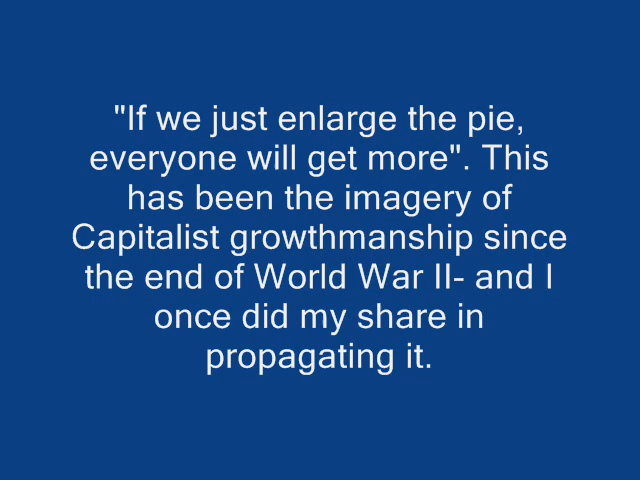 "If we just enlarge the pie,
everyone will get more". This
has been the imagery of
Capitalist growthmanship since
the end of World War II- and I
once did my share in
propagating it.